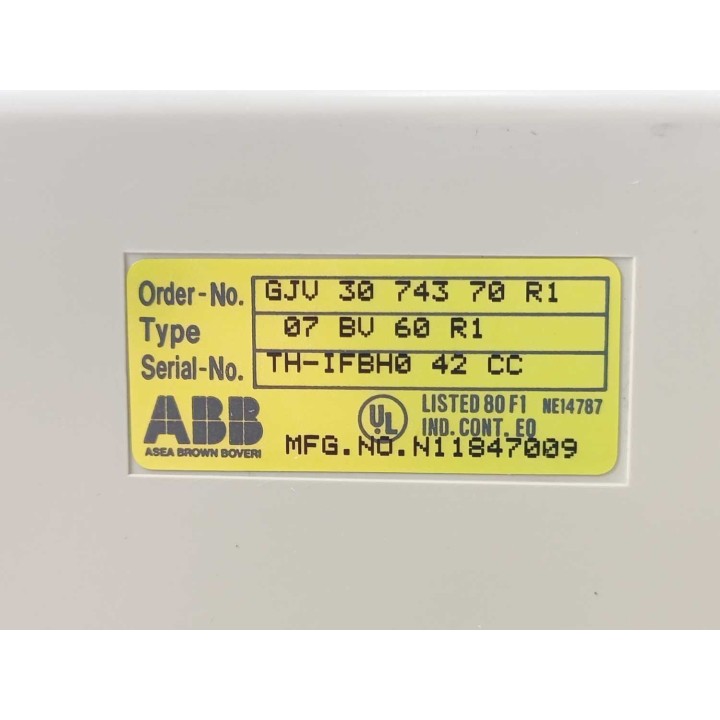 Order-No. GJV 30 743 70 R1
Type 07 BV 60 R1
Serial-No. TH-IFBH0 42 CC
ABB
ASEA BROWN BOVERI
UL
LISTED 80 F1 NE14787
IND. CONT. EQ
MFG.NO.N11847009